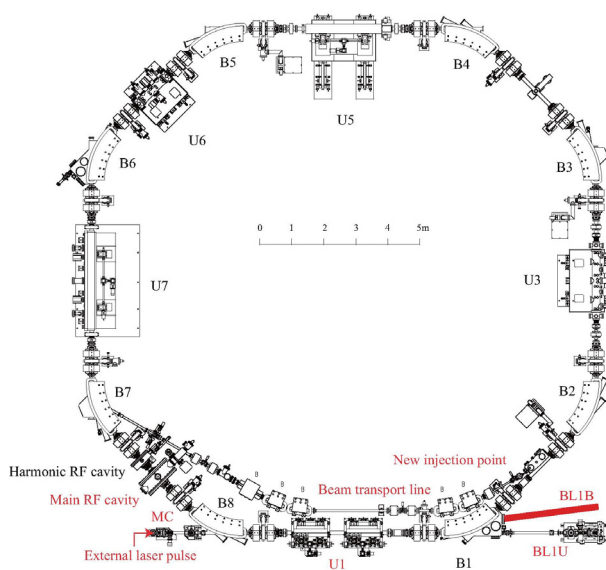 B5
B4
U5
U6
B6
B3
0 1 2 3 4 5m
U7
U3
B7
B2
New injection point
Harmonic RF cavity
B B B
B B
Main RF cavity
B8
Beam transport line
BL1B
MC
External laser pulse
U1
B1
BL1U